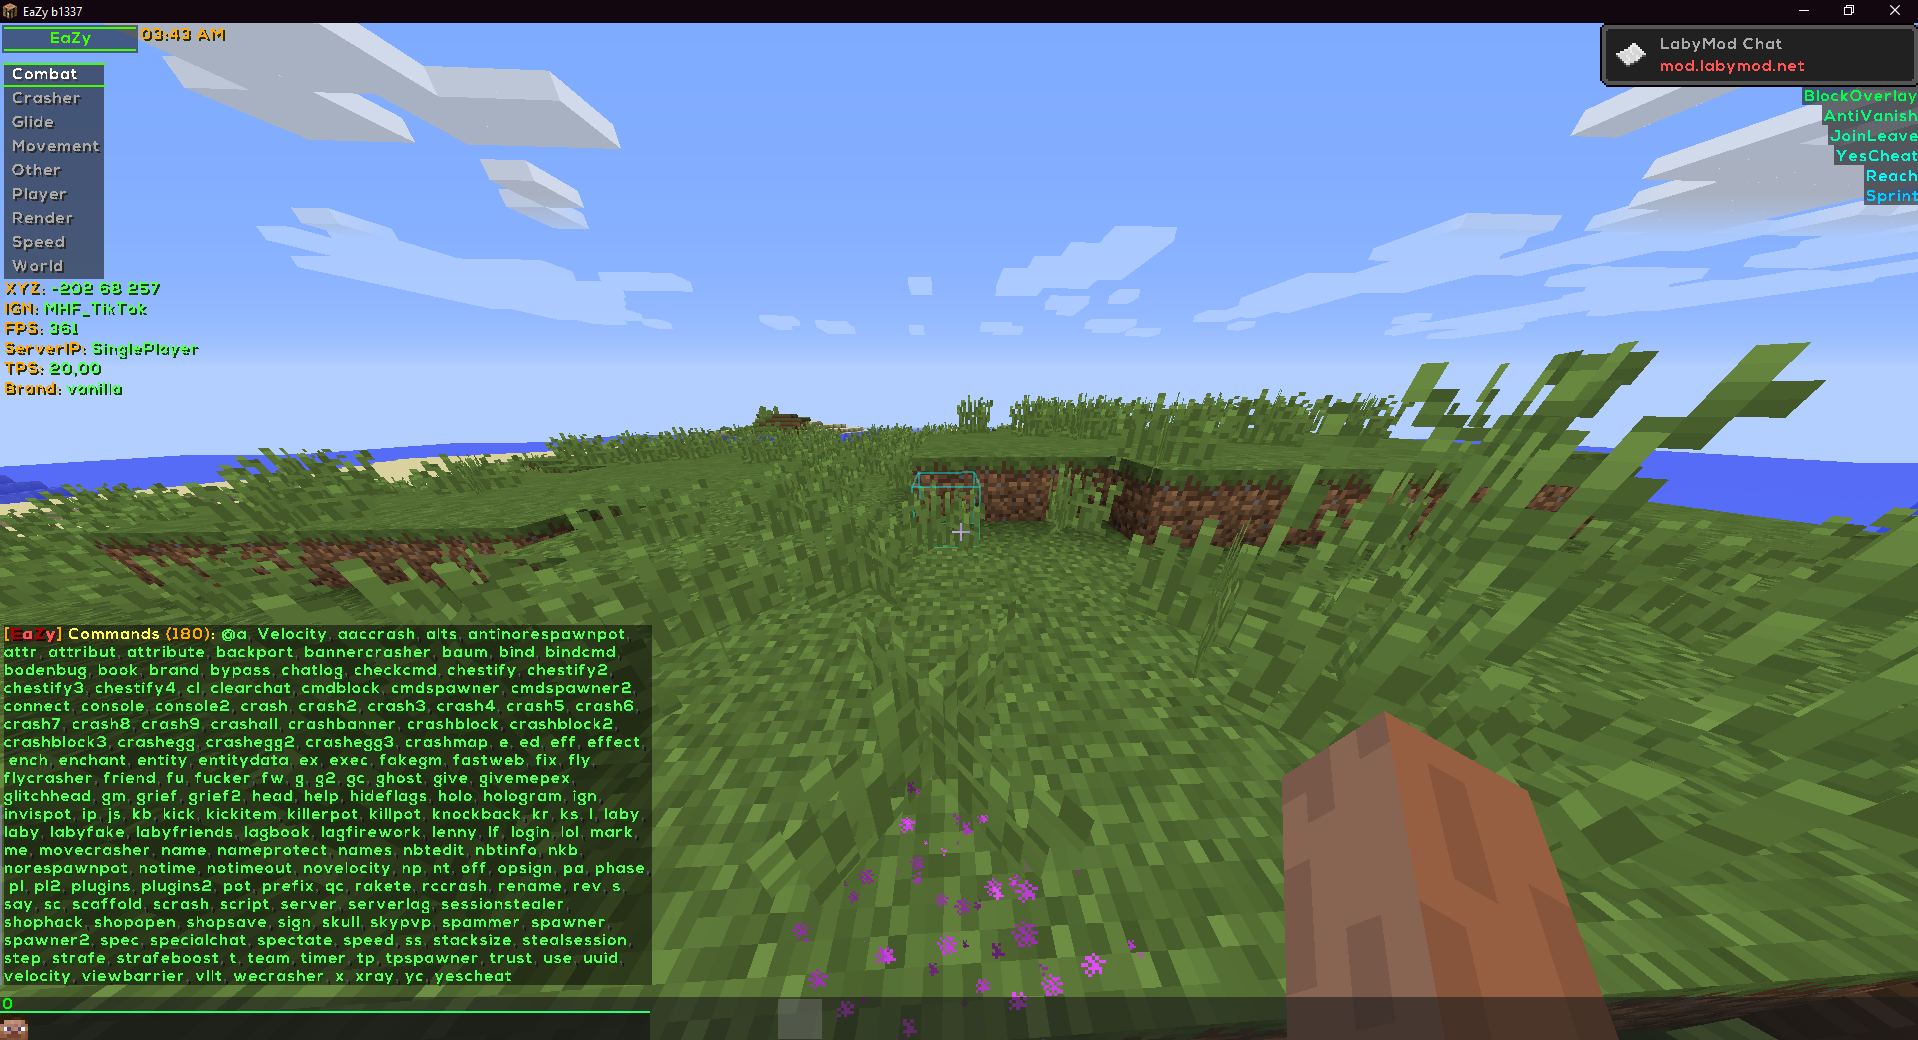 EaZy b1337
EaZy
03:43 AM
LabyMod Chat
mod.labymod.net
Combat
Crasher
Glide
Movement
Other
Player
Render
Speed
World
BlockOverlay
AntiVanish
JoinLeave
YesCheat
Reach
Sprint
XYZ: -202 68 257
IGN: MHF_TikTok
FPS: 361
ServerIP: SinglePlayer
TPS: 20,00
Brand: vanilla
[EaZy] Commands (180): @a, Velocity, aaccrash, alts, antinorespawnpot,
attr, attribut, attribute, backport, bannercrasher, baum, bind, bindcmd,
bodenbug, book, brand, bypass, chatlog, checkcmd, chestify, chestify2,
chestify3, chestify4, cl, clearchat, cmdblock, cmdspawner, cmdspawner2,
connect, console, console2, crash, crash2, crash3, crash4, crash5, crash6,
crash7, crash8, crash9, crashall, crashbanner, crashblock, crashblock2,
crashblock3, crashegg, crashegg2, crashegg3, crashmap, e, ed, eff, effect,
ench, enchant, entity, entitydata, ex, exec, fakegm, fastweb, fix, fly,
flycrasher, friend, fu, fucker, fw, g, g2, gc, ghost, give, givemepex,
glitchhead, gm, grief, grief2, head, help, hideflags, holo, hologram, ign,
invispot, ip, js, kb, kick, kickitem, killerpot, killpot, knockback, kr, ks, l, laby,
laby, labyfake, labyfriends, lagbook, lagfirework, lenny, lf, login, lol, mark,
me, movecrasher, name, nameprotect, names, nbtedit, nbtinfo, nkb,
norespawnpot, notime, notimeout, novelocity, np, nt, off, opsign, pa, phase,
pl, pl2, plugins, plugins2, pot, prefix, qc, rakete, rccrash, rename, rev, s,
say, sc, scaffold, scrash, script, server, serverlag, sessionstealer,
shophack, shopopen, shopsave, sign, skull, skypvp, spammer, spawner,
spawner2, spec, specialchat, spectate, speed, ss, stacksize, stealsession,
step, strafe, strafeboost, t, team, timer, tp, tpspawner, trust, use, uuid,
velocity, viewbarrier, vllt, wecrasher, x, xray, yc, yescheat
0